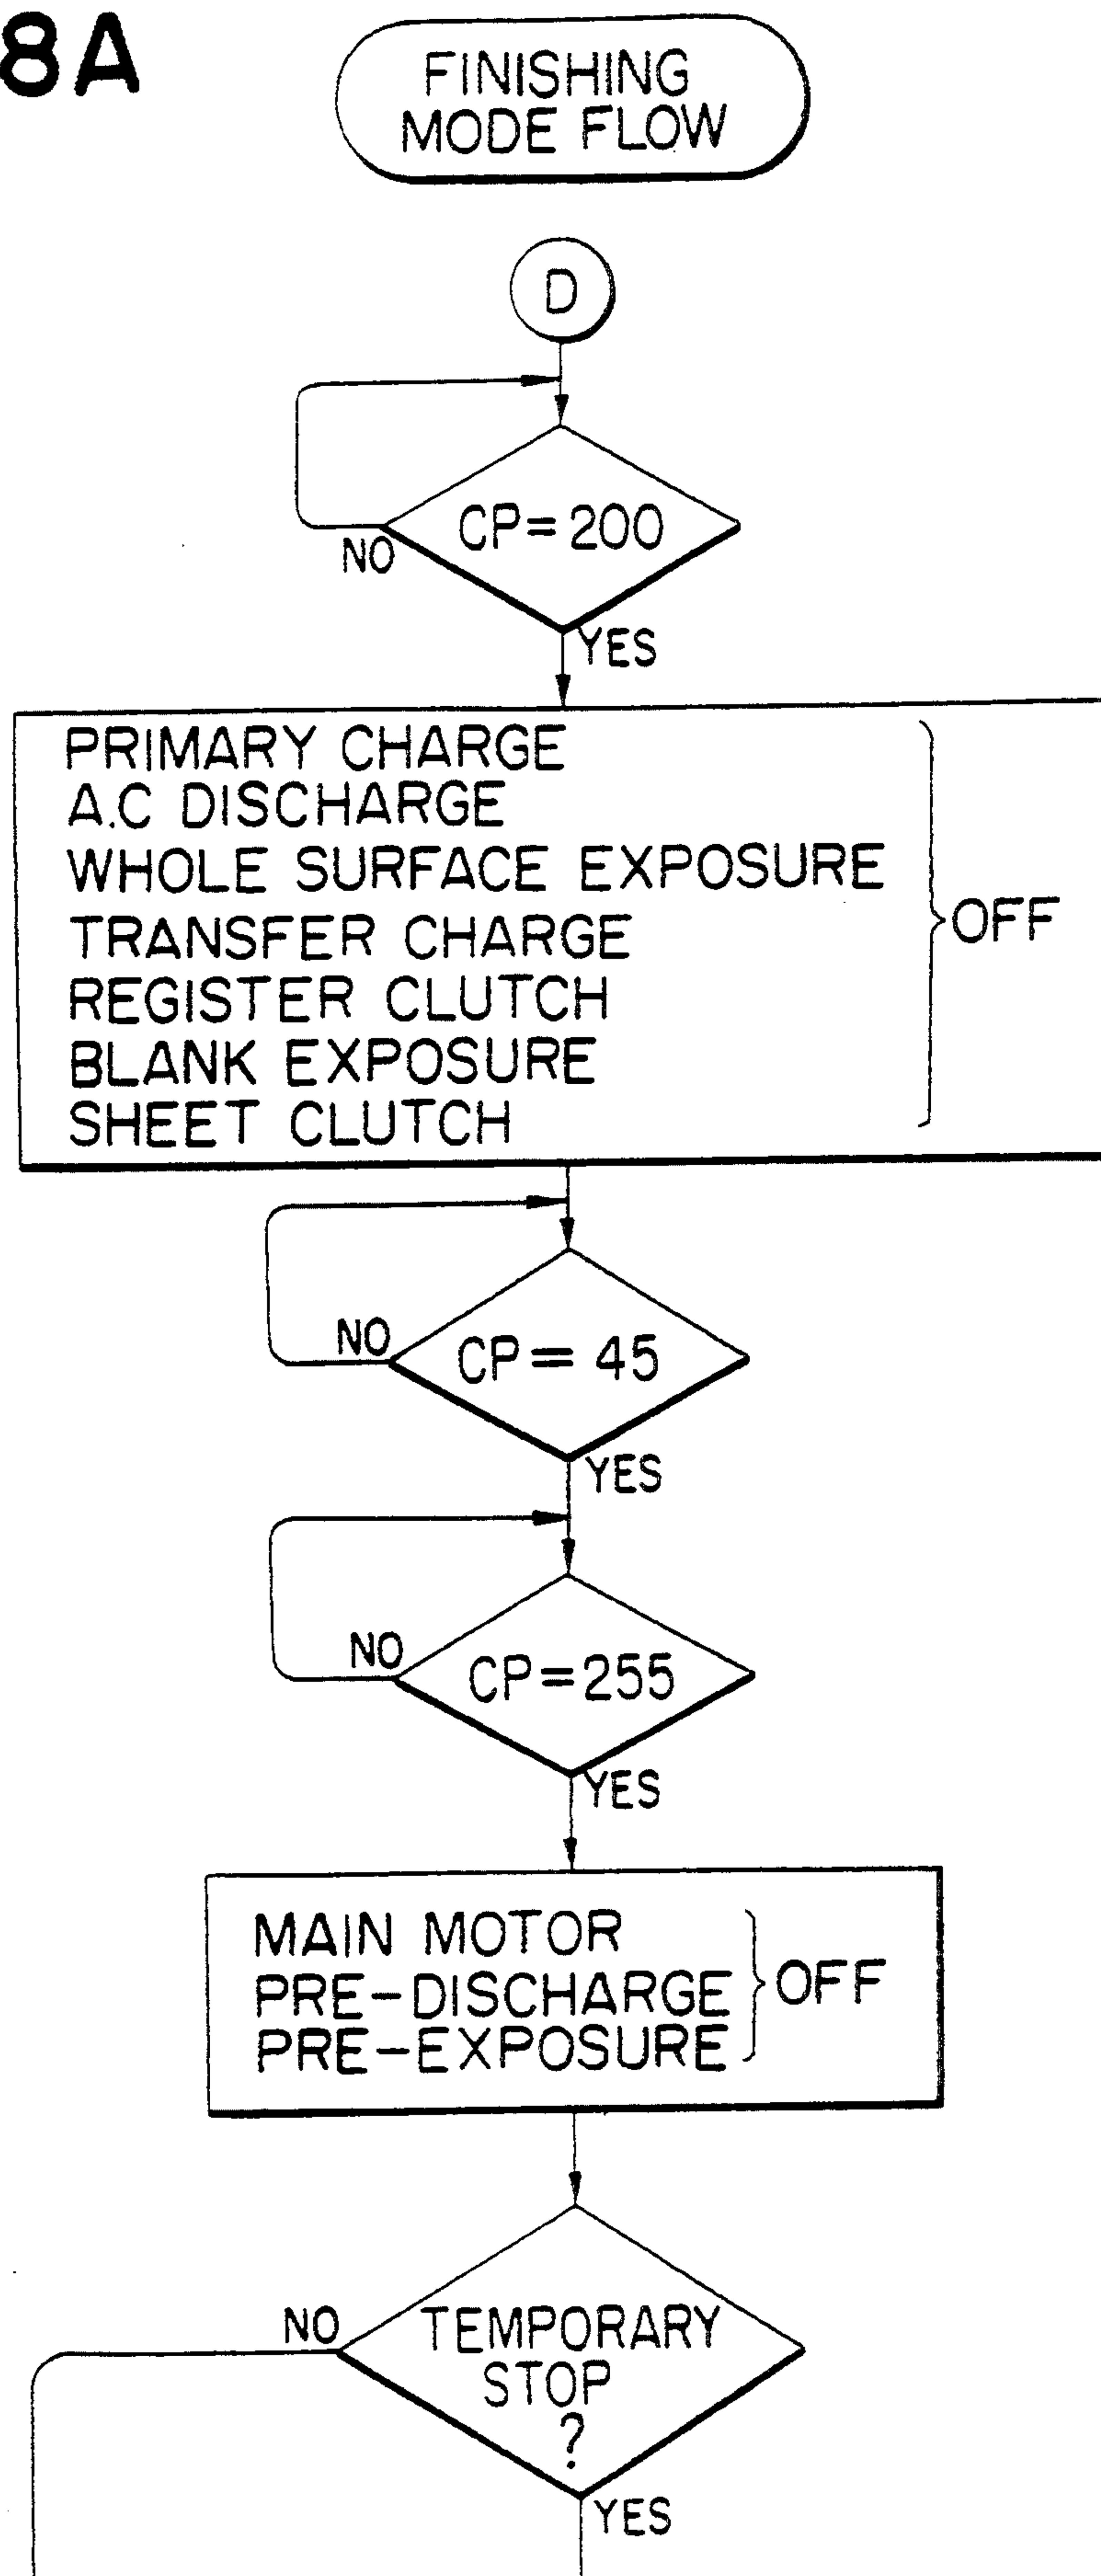 8A
FINISHING
MODE FLOW
D
CP=200
NO
YES
PRIMARY CHARGE
A.C DISCHARGE
WHOLE SURFACE EXPOSURE
TRANSFER CHARGE
REGISTER CLUTCH
BLANK EXPOSURE
SHEET CLUTCH
OFF
NO
CP= 45
YES
NO
CP=255
YES
MAIN MOTOR
PRE-DISCHARGE
PRE-EXPOSURE
OFF
NO
TEMPORARY
STOP
?
YES